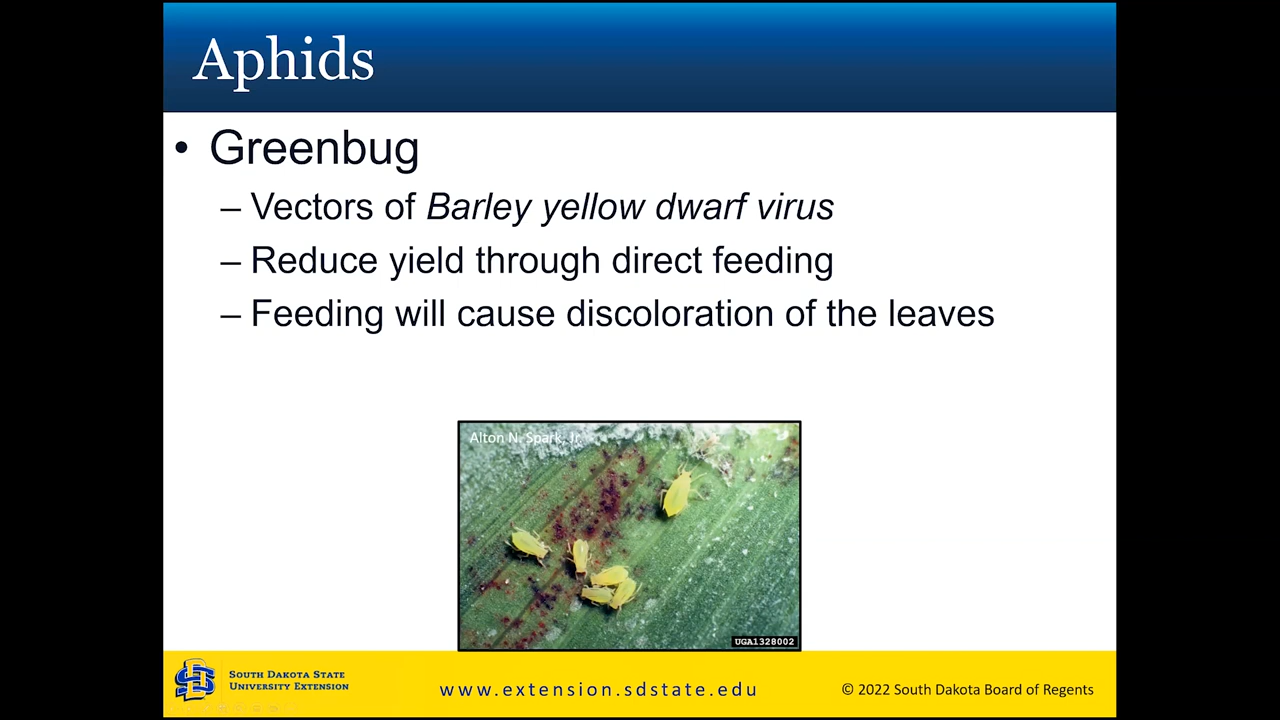 Aphids
• Greenbug
– Vectors of Barley yellow dwarf virus
– Reduce yield through direct feeding
– Feeding will cause discoloration of the leaves
Alton N. Spark, Jr.
UGA1328002
SOUTH DAKOTA STATE
UNIVERSITY EXTENSION
www.extension.sdstate.edu
© 2022 South Dakota Board of Regents